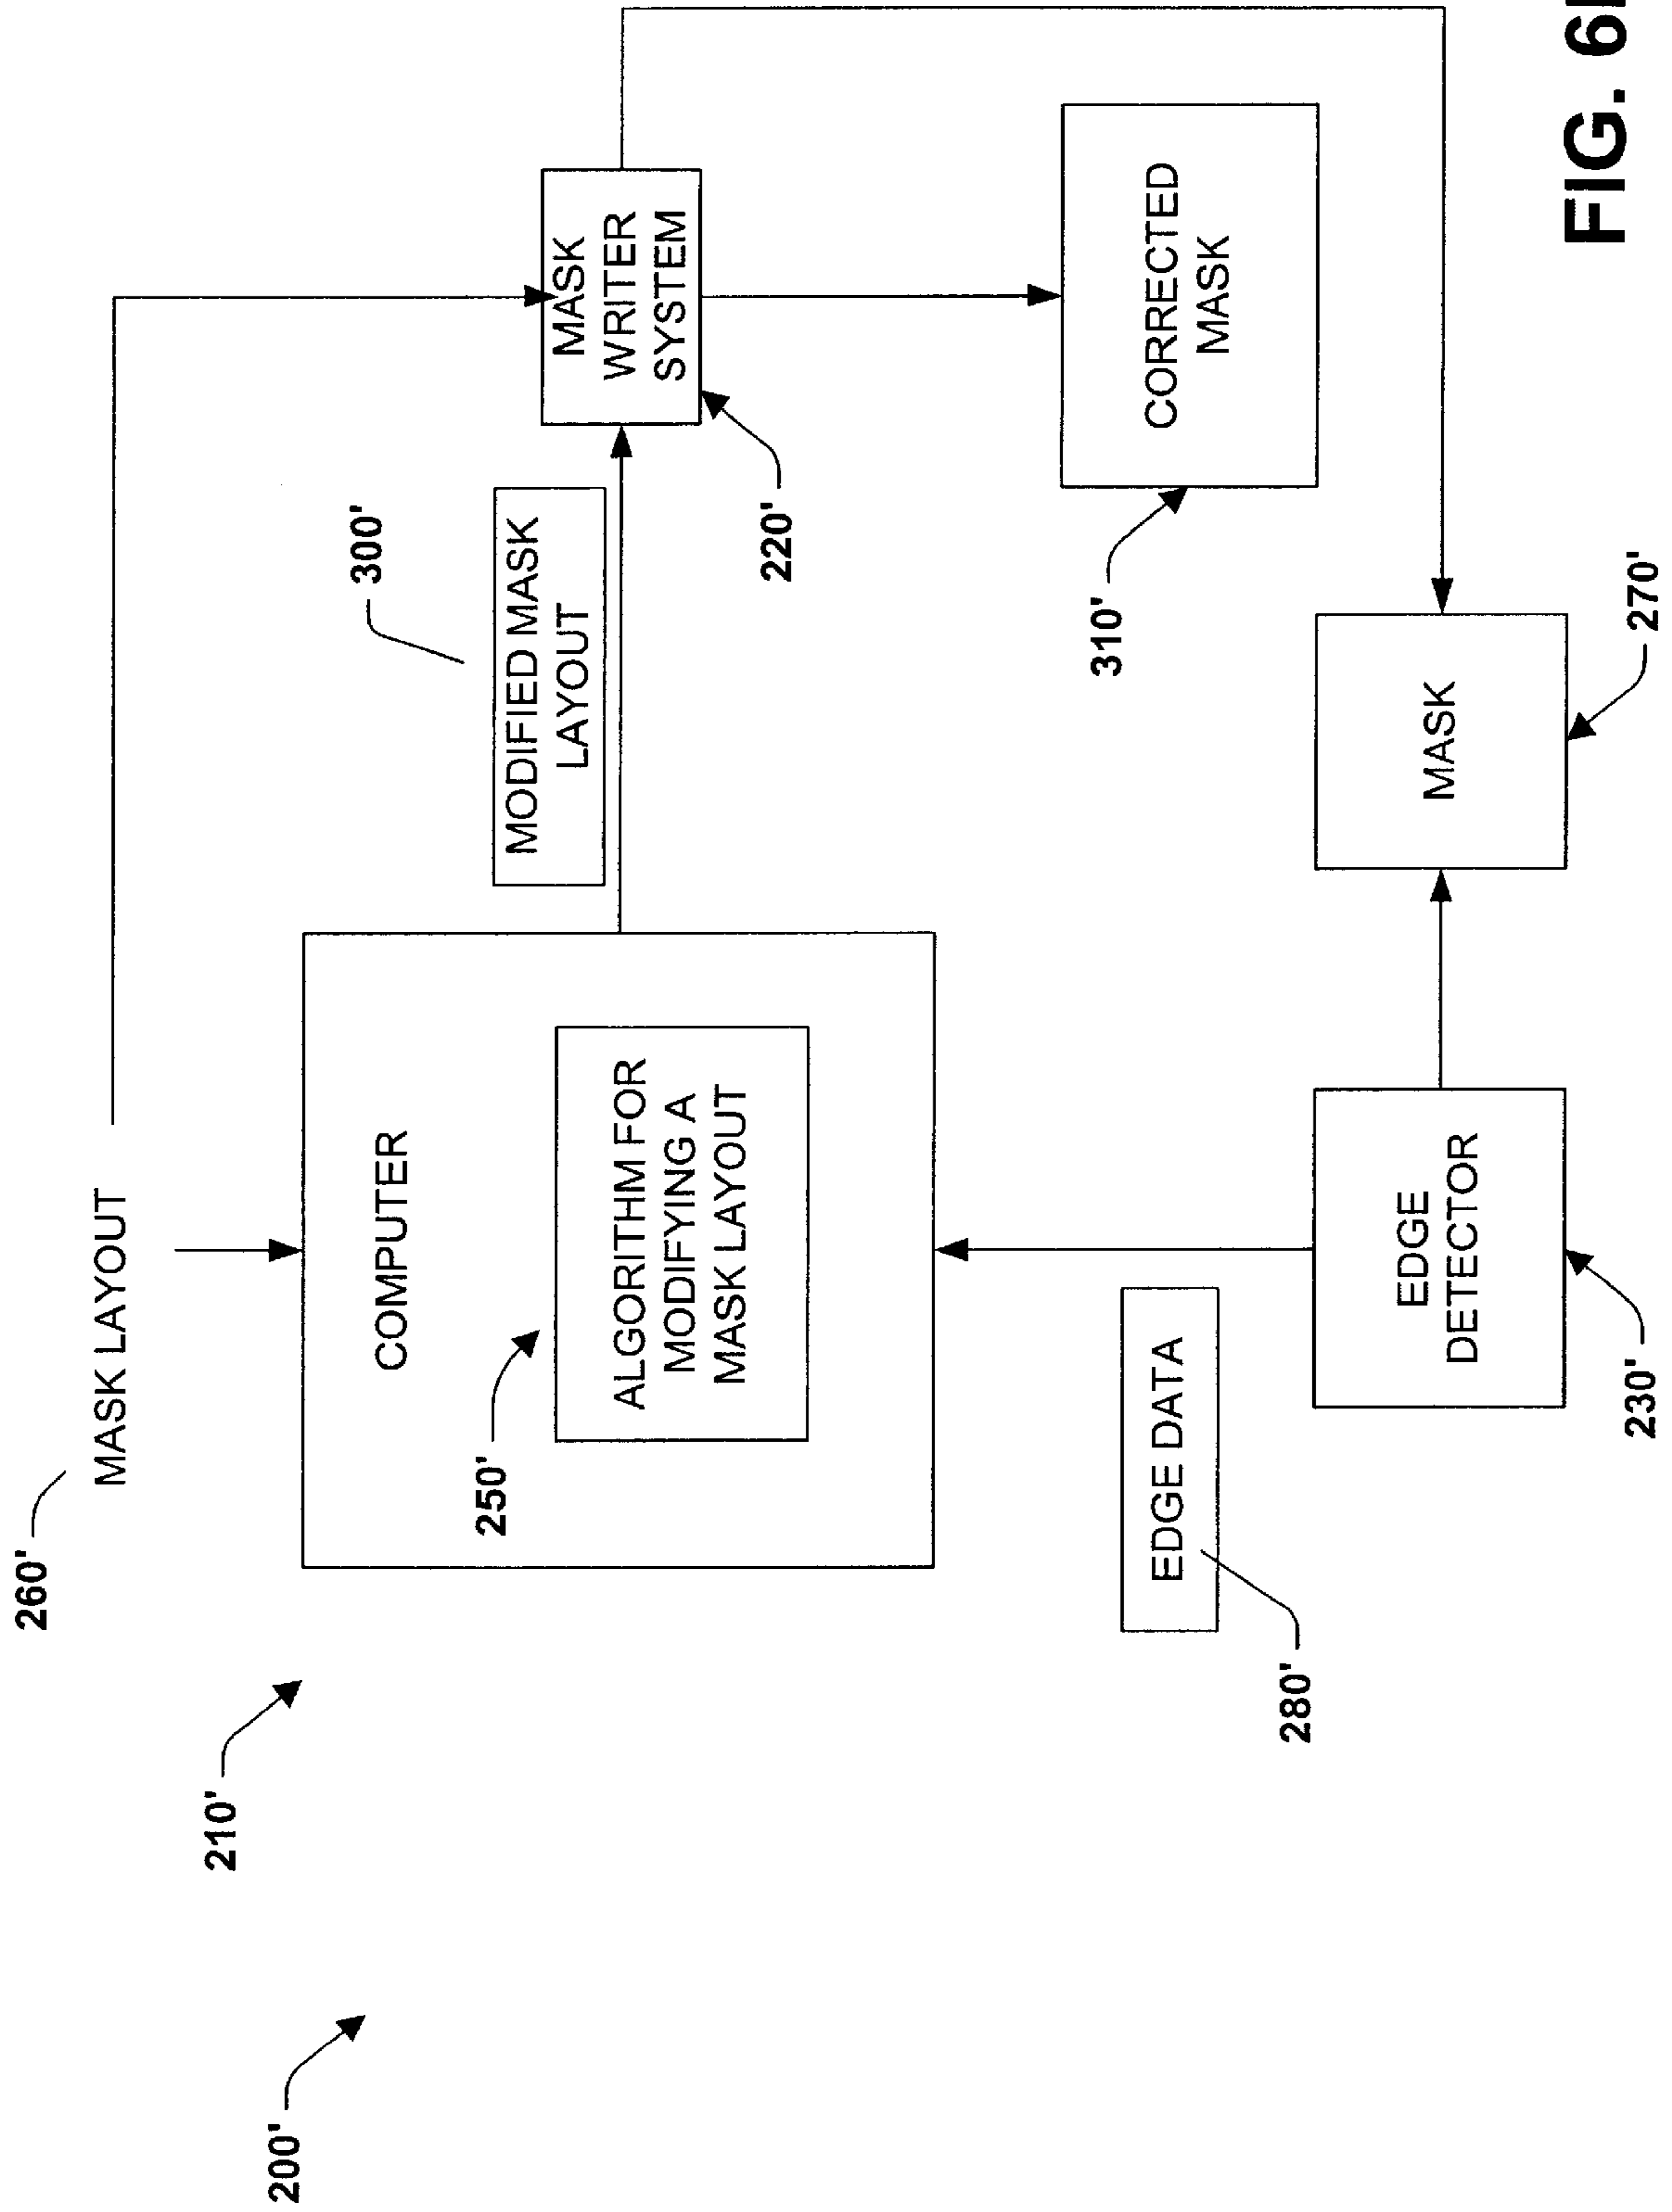 260'
MASK LAYOUT
210'
200'
300'
COMPUTER
250'
MODIFIED MASK
LAYOUT
MASK
WRITER
SYSTEM
ALGORITHM FOR
MODIFYING A
MASK LAYOUT
220'
310'
CORRECTED
MASK
EDGE DATA
280'
EDGE
DETECTOR
MASK
230'
270'
FIG. 6